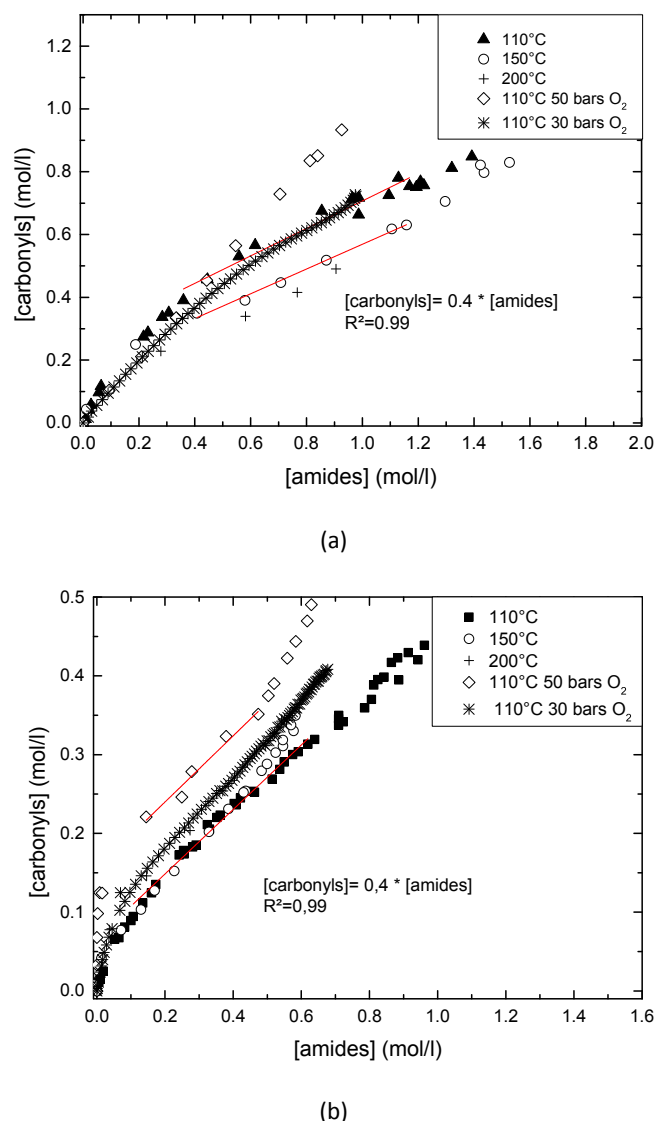 1.2
1.0
0.8
0.6
0.4
0.2
0.0
[carbonyls] (mol/l)
110°C
150°C
200°C
110°C 50 bars O₂
110°C 30 bars O₂
[carbonyls]= 0.4 * [amides]
R²=0.99
0.0 0.2 0.4 0.6 0.8 1.0 1.2 1.4 1.6 1.8 2.0
[amides] (mol/l)
(a)
0.5
0.4
0.3
0.2
0.1
0.0
[carbonyls] (mol/l)
110°C
150°C
200°C
110°C 50 bars O₂
110°C 30 bars O₂
[carbonyls]= 0,4 * [amides]
R²=0,99
0.0 0.2 0.4 0.6 0.8 1.0 1.2 1.4 1.6
[amides] (mol/l)
(b)